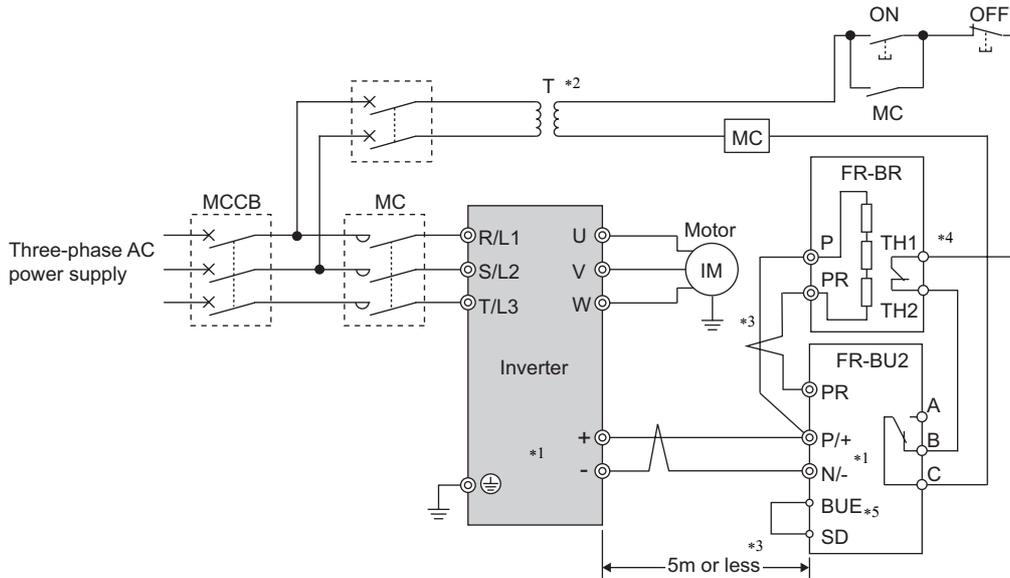 ON
OFF
T *2
MC
MC
FR-BR
MCCB
MC
Three-phase AC
power supply
R/L1
S/L2
T/L3
U
V
W
Motor
IM
P
PR
TH1
TH2
*4
*3
Inverter
FR-BU2
PR
A
B
C
+
-
*1
P/+
N/-
*1
BUE
*5
SD
*3
5m or less